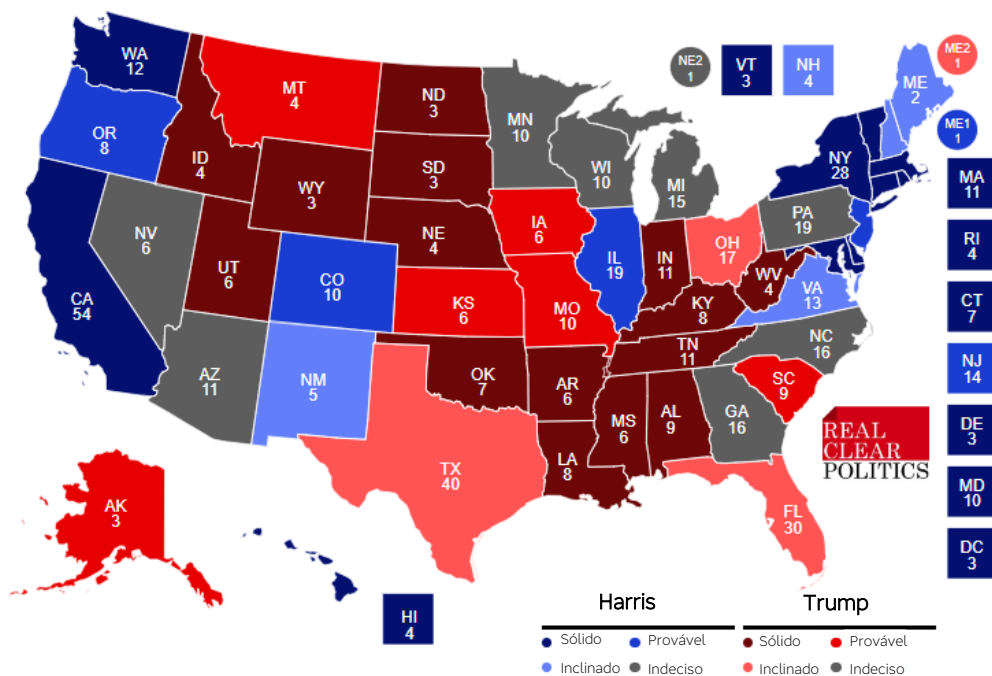 WA
12
MT
4
ND
3
MN
10
NE2
1
VT
3
NH
4
ME
2
ME2
1
OR
8
ID
4
WY
3
SD
3
WI
10
MI
15
NY
28
ME1
1
MA
11
NV
6
UT
6
CO
10
NE
4
IA
6
IL
19
IN
11
OH
17
PA
19
WV
4
VA
13
RI
4
CA
54
KS
6
MO
10
KY
8
CT
7
AZ
11
NM
5
OK
7
AR
6
TN
11
NC
16
SC
9
NJ
14
TX
40
LA
8
MS
6
AL
9
GA
16
DE
3
REAL
CLEAR
POLITICS
AK
3
FL
30
MD
10
DC
3
HI
4
Harris Trump
Sólido Provável Sólido Provável
Inclinado Indeciso Inclinado Indeciso